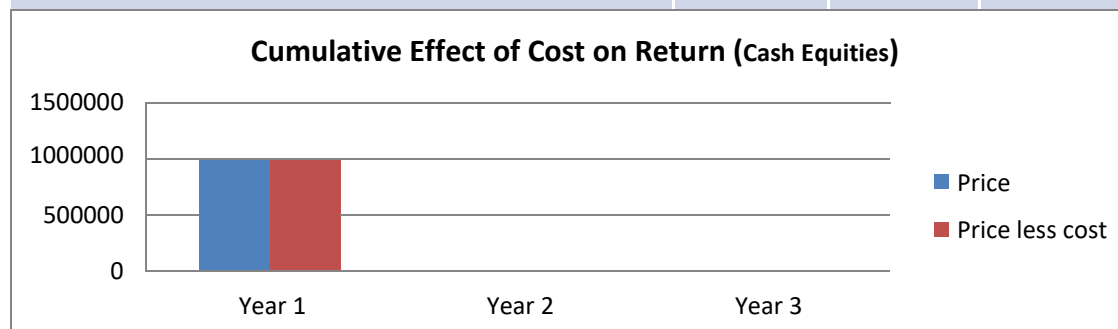 Cumulative Effect of Cost on Return (Cash Equities)
1500000
1000000
500000
0
Year 1
Year 2
Year 3
Price
Price less cost